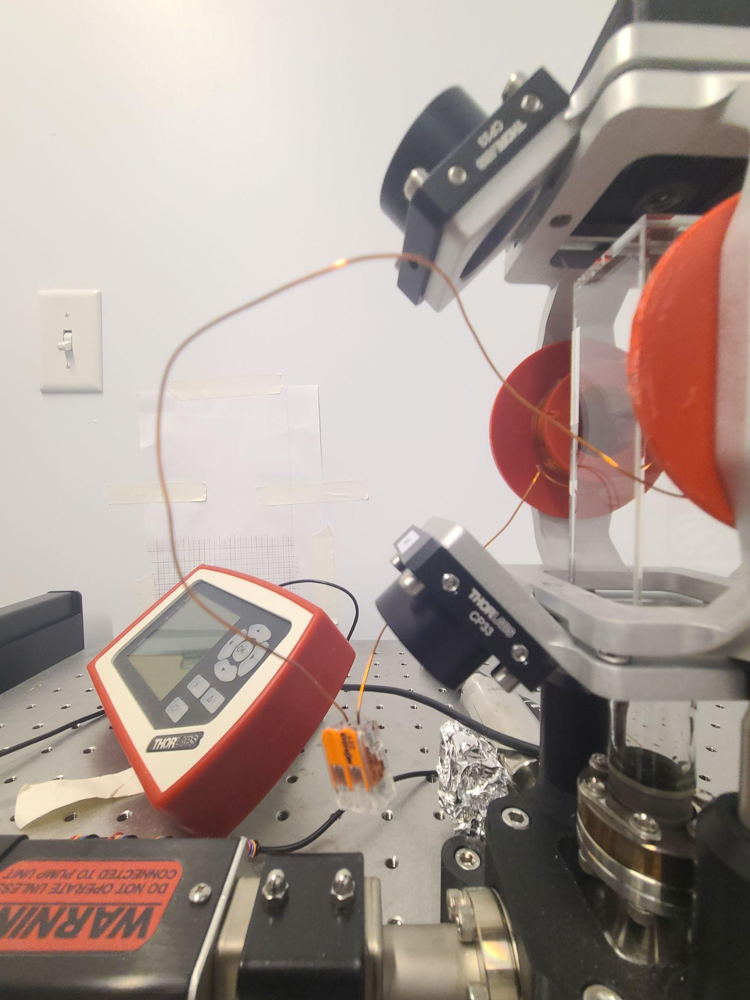 THORLABS
CP33
THORLABS
CP33
OK
THORLABS
WARNIN
DO NOT OPERATE UNLESS
CONNECTED TO PUMP UNIT